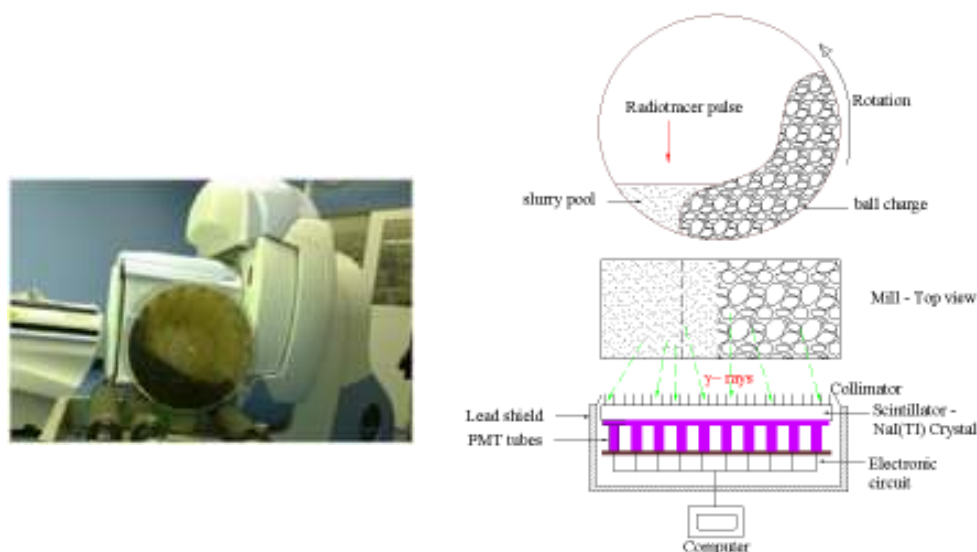 Radiotracer pulse
Rotation
slurry pool
ball charge
Mill - Top view
γ- rays
Collimator
Lead shield
Scintillator -
NaI(Tl) Crystal
PMT tubes
Electronic
circuit
Computer